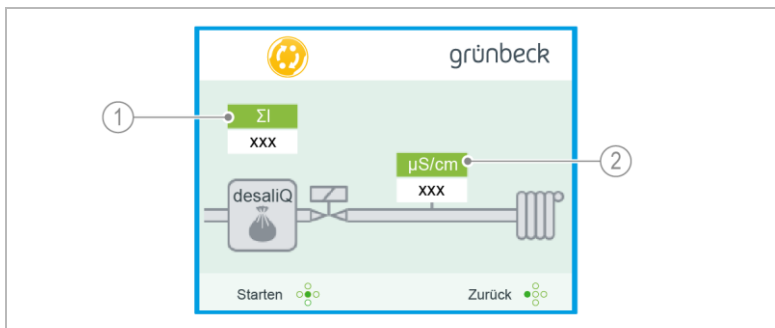 grünbeck
1
ΣI
xxx
µS/cm
2
xxx
desaliQ
Starten
Zurück